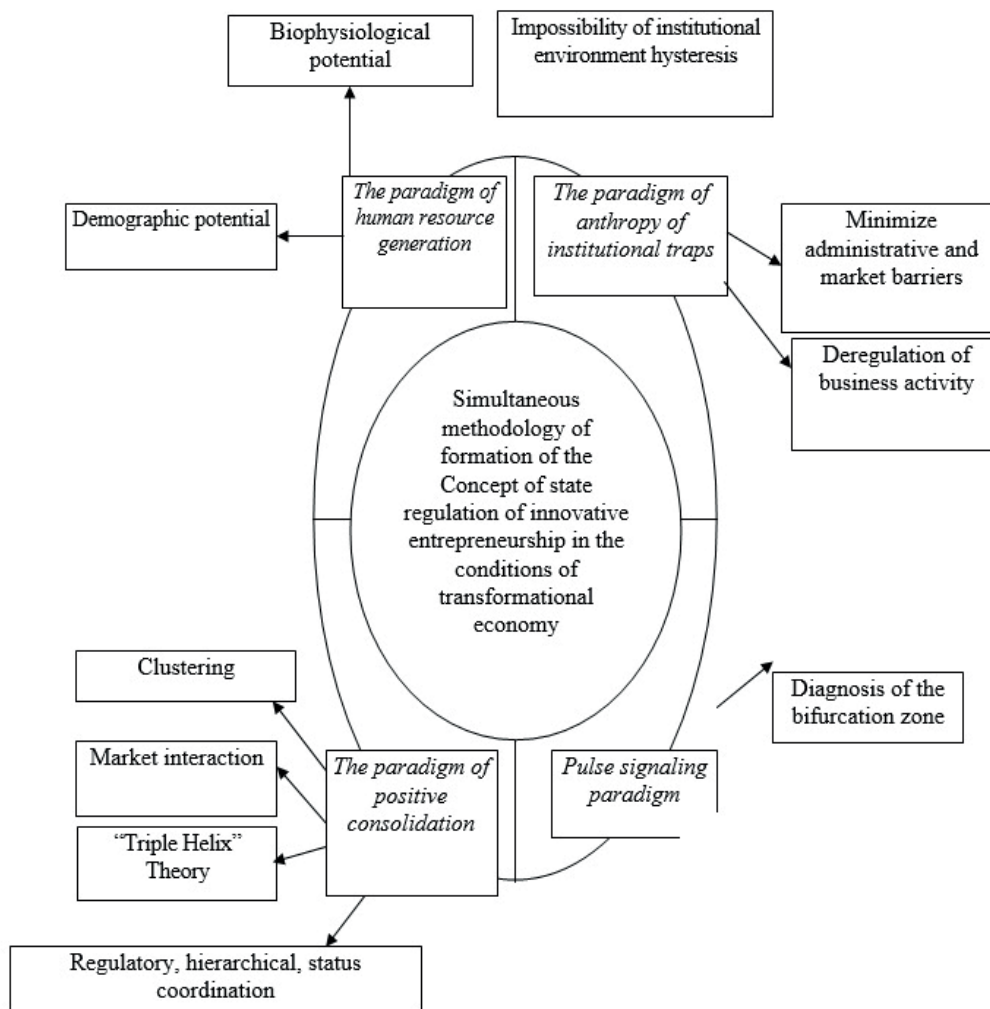 Biophysiological
potential
Impossibility of institutional
environment hysteresis
The paradigm of
human resource
generation
The paradigm of
anthropy of
institutional traps
Demographic potential
Minimize
administrative and
market barriers
Deregulation of
business activity
Simultaneous
methodology of
formation of the
Concept of state
regulation of innovative
entrepreneurship in the
conditions of
transformational
economy
Clustering
Diagnosis of the
bifurcation zone
Market interaction
The paradigm of
positive
consolidation
Pulse signaling
paradigm
“Triple Helix”
Theory
Regulatory, hierarchical, status
coordination